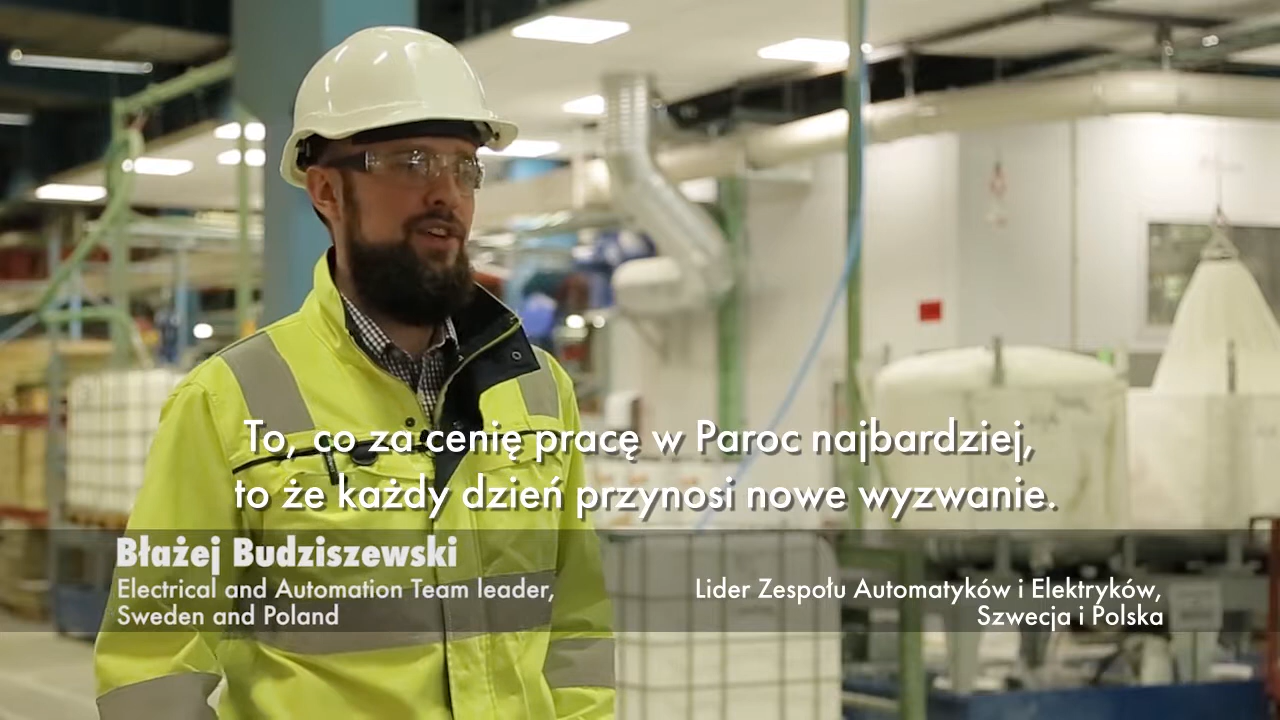 To, co za cenię pracę w Paroc najbardziej,
to że każdy dzień przynosi nowe wyzwanie.
Błażej Budziszewski
Electrical and Automation Team leader,
Sweden and Poland
Lider Zespołu Automatyków i Elektryków,
Szwecja i Polska